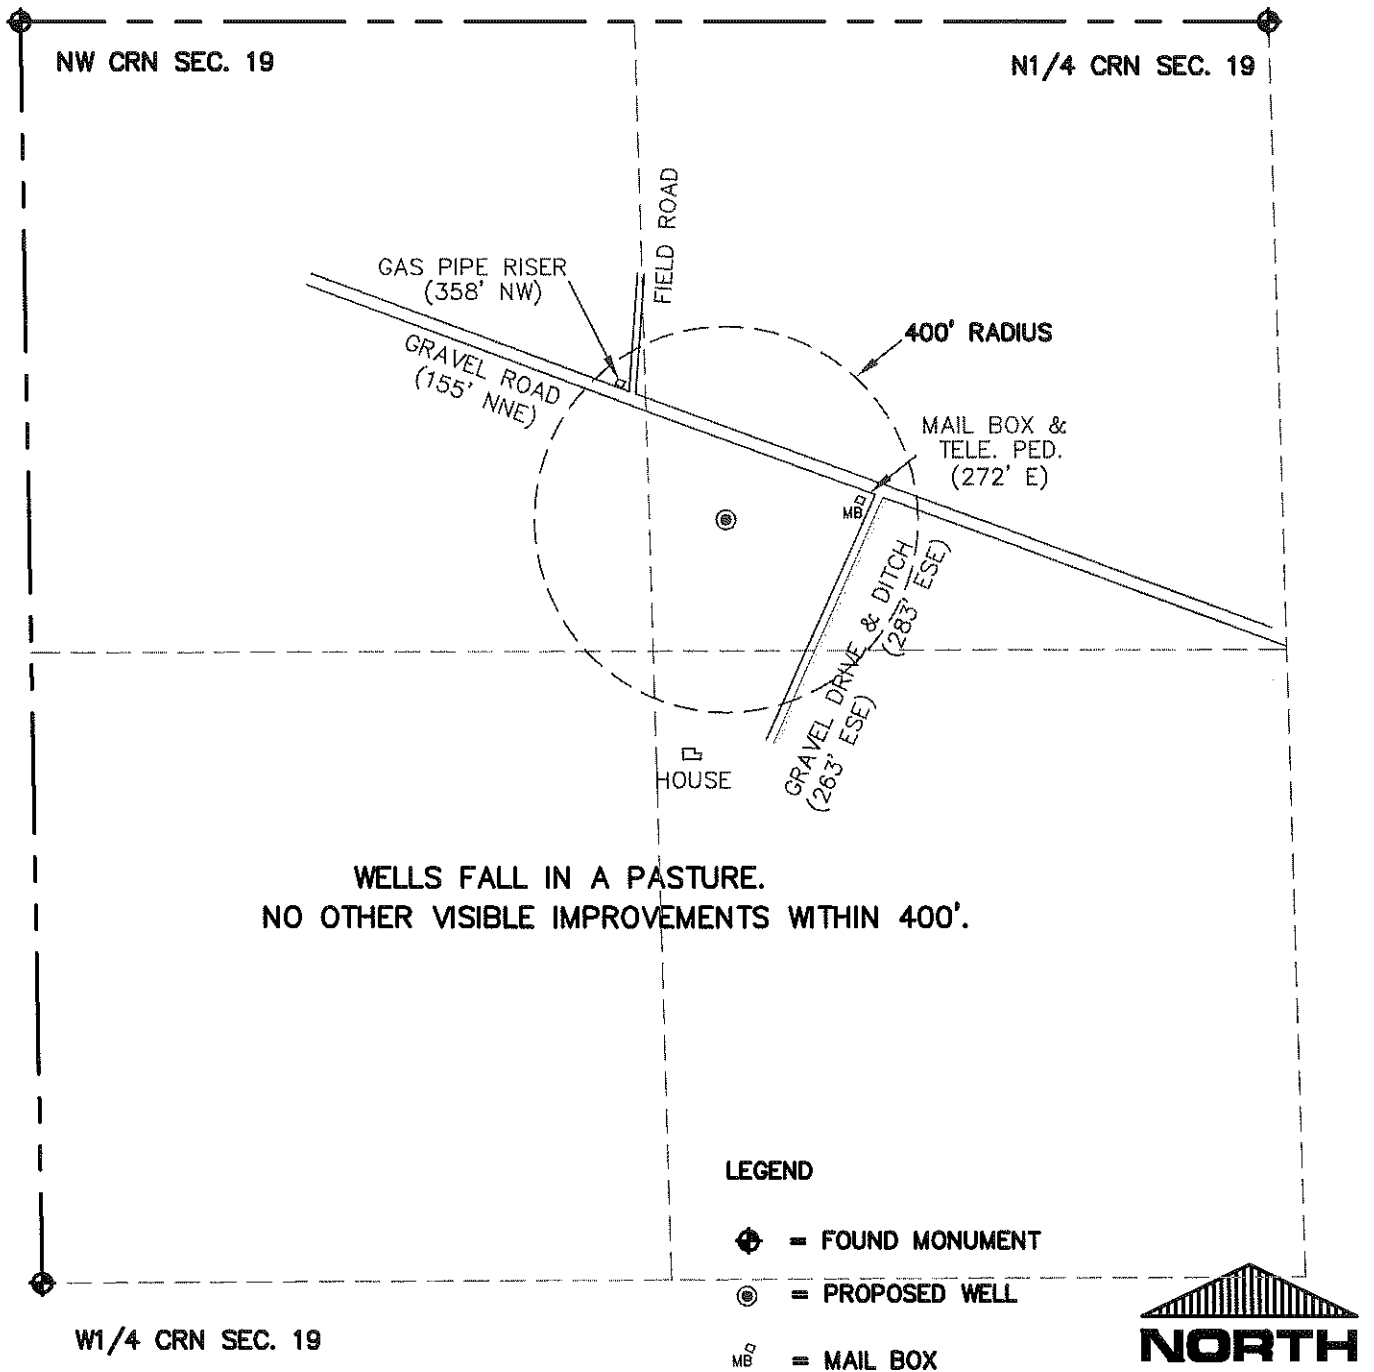 NW CRN SEC. 19
N1/4 CRN SEC. 19
FIELD ROAD
GAS PIPE RISER
(358' NW)
GRAVEL ROAD
(155' NNE)
400' RADIUS
MAIL BOX &
TELE. PED.
(272' E)
MB
GRAVEL DRIVE & DITCH
(263' ESE)
(283' ESE)
HOUSE
WELLS FALL IN A PASTURE.
NO OTHER VISIBLE IMPROVEMENTS WITHIN 400'.
LEGEND
= FOUND MONUMENT
= PROPOSED WELL
MB = MAIL BOX
W1/4 CRN SEC. 19
NORTH